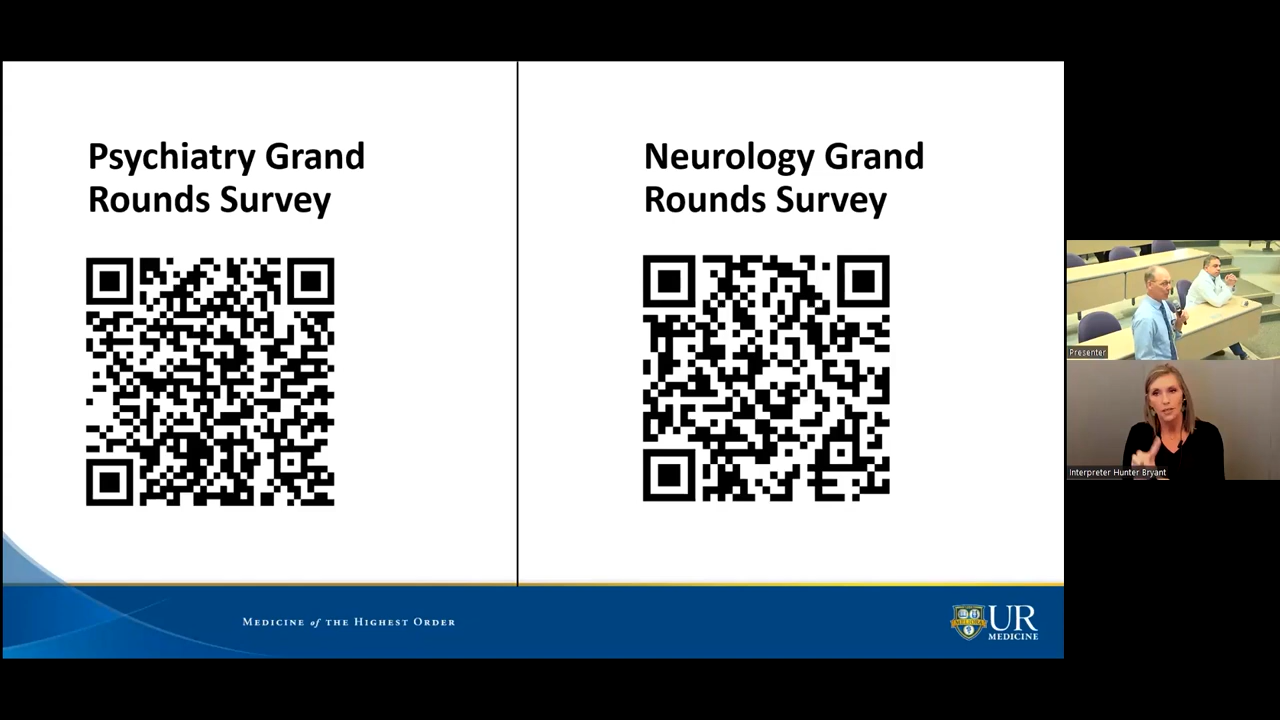 Psychiatry Grand
Rounds Survey
Neurology Grand
Rounds Survey
Medicine of the Highest Order
MELIORA
UR
MEDICINE
Presenter
Interpreter Hunter Bryant